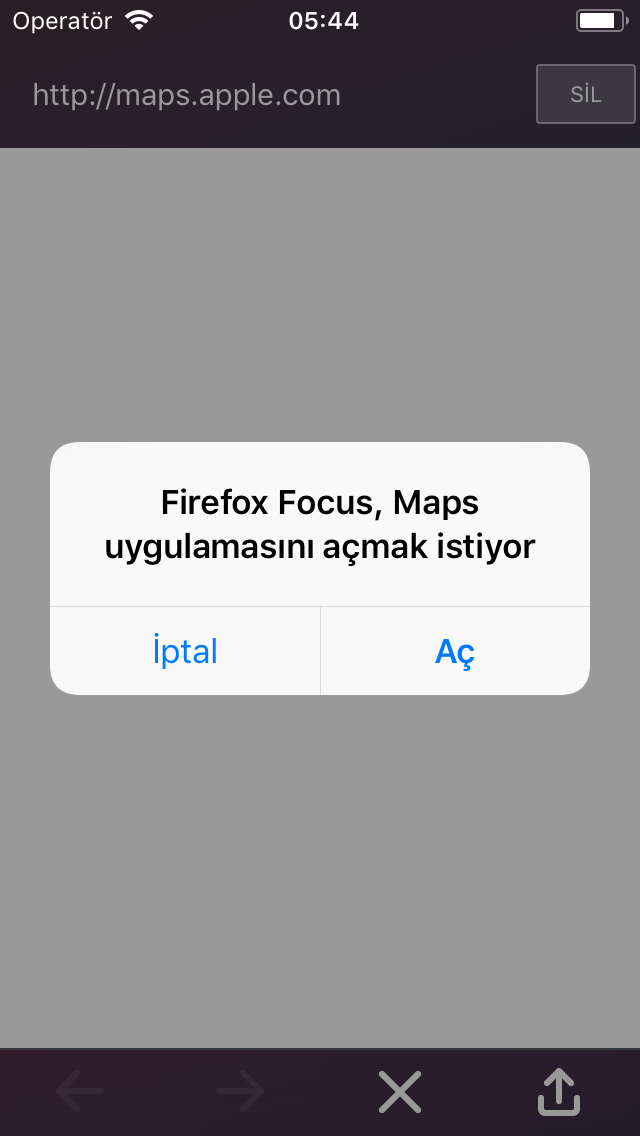 Operatör 05:44
http://maps.apple.com SİL
Firefox Focus, Maps
uygulamasını açmak istiyor
İptal Aç